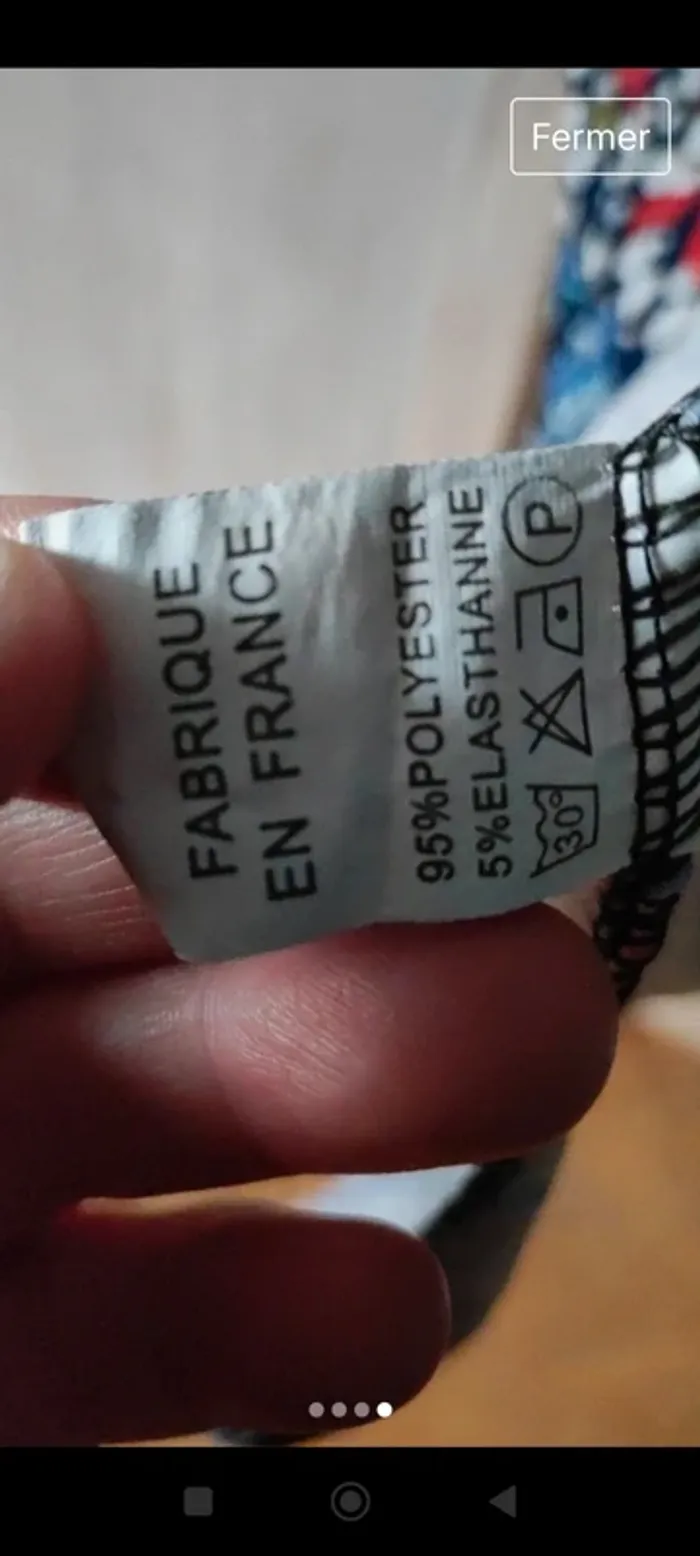 Fermer
FABRIQUE
EN FRANCE
95%POLYESTER
5%ELASTHANNE
30°
P